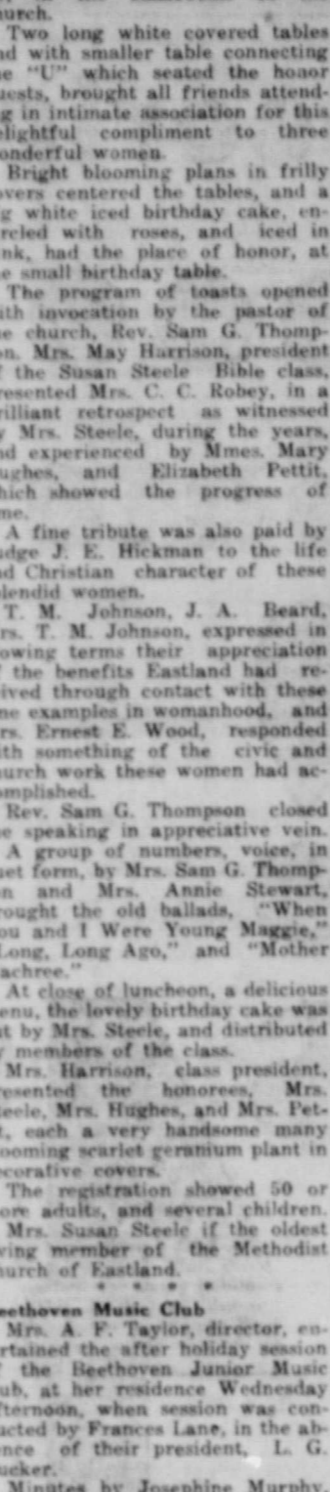 urch.
Two long white covered tables
nd with smaller table connecting
e "U" which seated the honor
uests, brought all friends attend-
g in intimate association for this
elightful compliment to three
onderful women.
Bright blooming plans in frilly
overs centered the tables, and a
g white iced birthday cake, en-
rcled with roses, and iced in
nk, had the place of honor, at
e small birthday table.
The program of toasts opened
ith invocation by the pastor of
e church, Rev. Sam G. Thomp-
on. Mrs. May Harrison, president
f the Susan Steele Bible class,
resented Mrs. C. C. Robey, in a
rilliant retrospect as witnessed
y Mrs. Steele, during the years,
nd experienced by Mmes. Mary
ughes, and Elizabeth Pettit,
hich showed the progress of
me.
A fine tribute was also paid by
udge J. E. Hickman to the life
nd Christian character of these
plendid women.
T. M. Johnson, J. A. Beard,
rs. T. M. Johnson, expressed in
owing terms their appreciation
f the benefits Eastland had re-
ived through contact with these
ne examples in womanhood, and
rs. Ernest E. Wood, responded
ith something of the civic and
hurch work these women had ac-
omplished.
Rev. Sam G. Thompson closed
e speaking in appreciative vein.
A group of numbers, voice, in
uet form, by Mrs. Sam G. Thomp-
on and Mrs. Annie Stewart,
rought the old ballads, "When
ou and I Were Young Maggie,"
Long, Long Ago," and "Mother
achree."
At close of luncheon, a delicious
enu, the lovely birthday cake was
ut by Mrs. Steele, and distributed
y members of the class.
Mrs. Harrison, class president,
resented the honorees, Mrs.
teele, Mrs. Hughes, and Mrs. Pet-
t, each a very handsome many
ooming scarlet geranium plant in
ecorative covers.
The registration showed 50 or
ore adults, and several children.
Mrs. Susan Steele if the oldest
ving member of the Methodist
hurch of Eastland.
* * * *
eethoven Music Club
Mrs. A. F. Taylor, director, en-
rtained the after holiday session
f the Beethoven Junior Music
ub, at her residence Wednesday
fternoon, when session was con-
ucted by Frances Lane, in the ab-
ence of their president, L. G.
ucker.
Minutes by Josephine Murphy,